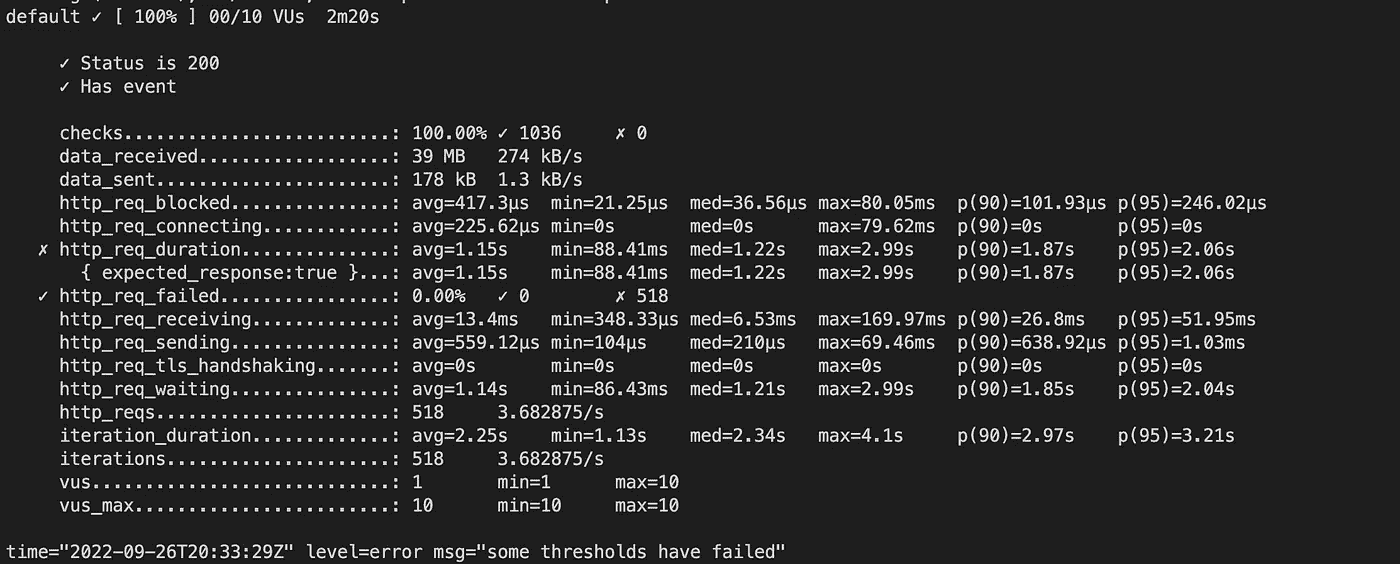 default ✓ [ 100% ] 00/10 VUs  2m20s
✓ Status is 200
✓ Has event
checks.........................: 100.00% ✓ 1036     ✗ 0
data_received..................: 39 MB   274 kB/s
data_sent......................: 178 kB  1.3 kB/s
http_req_blocked...............: avg=417.3µs  min=21.25µs  med=36.56µs max=80.05ms  p(90)=101.93µs p(95)=246.02µs
http_req_connecting............: avg=225.62µs min=0s       med=0s      max=79.62ms  p(90)=0s       p(95)=0s
✗ http_req_duration..............: avg=1.15s    min=88.41ms  med=1.22s   max=2.99s    p(90)=1.87s    p(95)=2.06s
{ expected_response:true }...: avg=1.15s    min=88.41ms  med=1.22s   max=2.99s    p(90)=1.87s    p(95)=2.06s
✓ http_req_failed................: 0.00%   ✓ 0        ✗ 518
http_req_receiving.............: avg=13.4ms   min=348.33µs med=6.53ms  max=169.97ms p(90)=26.8ms   p(95)=51.95ms
http_req_sending...............: avg=559.12µs min=104µs    med=210µs   max=69.46ms  p(90)=638.92µs p(95)=1.03ms
http_req_tls_handshaking.......: avg=0s       min=0s       med=0s      max=0s       p(90)=0s       p(95)=0s
http_req_waiting...............: avg=1.14s    min=86.43ms  med=1.21s   max=2.99s    p(90)=1.85s    p(95)=2.04s
http_reqs......................: 518     3.682875/s
iteration_duration.............: avg=2.25s    min=1.13s    med=2.34s   max=4.1s     p(90)=2.97s    p(95)=3.21s
iterations.....................: 518     3.682875/s
vus............................: 1       min=1      max=10
vus_max........................: 10      min=10     max=10
time="2022-09-26T20:33:29Z" level=error msg="some thresholds have failed"